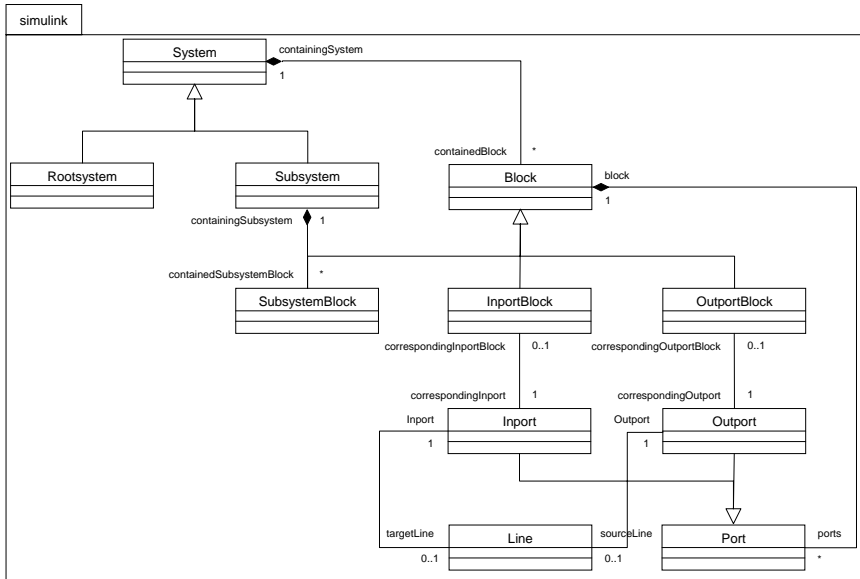 simulink
System
containingSystem
1
containedBlock
*
Rootsystem
Subsystem
Block
block
1
containingSubsystem
1
containedSubsystemBlock
*
SubsystemBlock
InportBlock
OutportBlock
correspondingInportBlock
0..1
correspondingOutportBlock
0..1
correspondingInport
1
correspondingOutport
1
Inport
Inport
1
Outport
Outport
1
targetLine
0..1
Line
sourceLine
0..1
Port
ports
*